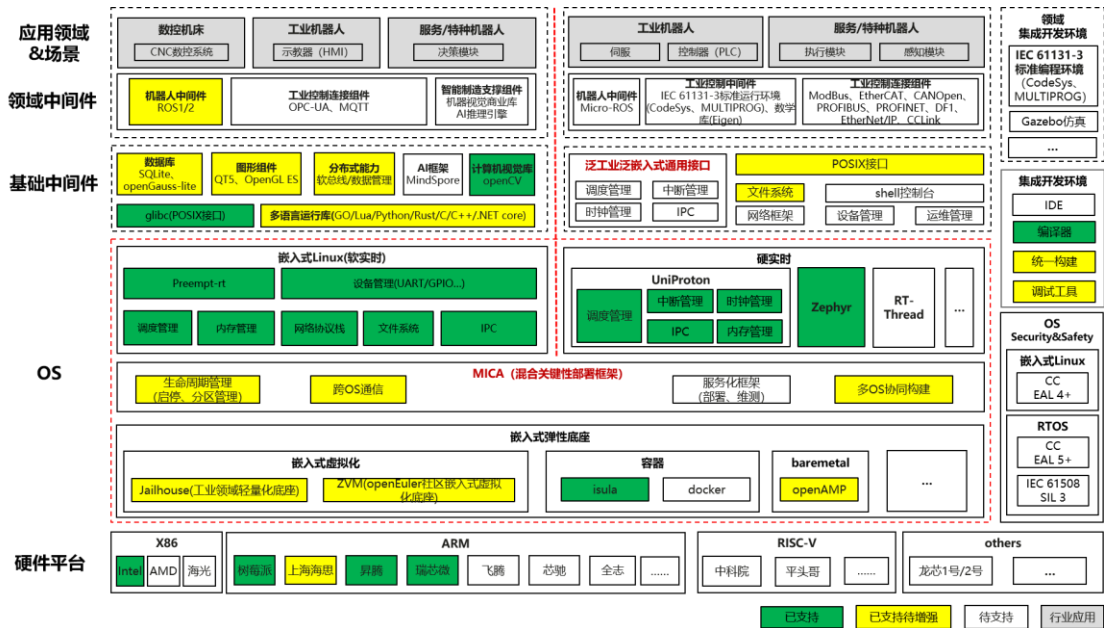 应用领域
&场景
数控机床
CNC数控系统
工业机器人
示教器（HMI）
服务/特种机器人
决策模块
工业机器人
伺服
控制器（PLC）
服务/特种机器人
执行模块
感知模块
领域
集成开发环境
IEC 61131-3
标准编程环境
（CodeSys、
MULTIPROG）
Gazebo仿真
...
领域中间件
机器人中间件
ROS1/2
工业控制连接组件
OPC-UA、MQTT
智能制造支撑组件
机器视觉商业库
AI推理引擎
机器人中间件
Micro-ROS
工业控制中间件
IEC 61131-3标准运行环境
(CodeSys、MULTIPROG)、数学
库(Eigen)
工业控制连接组件
ModBus、EtherCAT、CANOpen、
PROFIBUS、PROFINET、DF1、
EtherNet/IP、CCLink
基础中间件
数据库
SQLite、
openGauss-lite
图形组件
QT5、OpenGL ES
分布式能力
软总线/数据管理
AI框架
MindSpore
计算机视觉库
openCV
glibc(POSIX接口)
多语言运行库(GO/Lua/Python/Rust/C/C++/.NET core)
泛工业泛嵌入式通用接口
调度管理
中断管理
时钟管理
IPC
POSIX接口
文件系统
shell控制台
网络框架
设备管理
运维管理
集成开发环境
IDE
编译器
统一构建
调试工具
OS
嵌入式Linux(软实时)
Preempt-rt
设备管理(UART/GPIO...)
调度管理
内存管理
网络协议栈
文件系统
IPC
硬实时
UniProton
调度管理
中断管理
时钟管理
IPC
内存管理
Zephyr
RT-
Thread
...
MICA（混合关键性部署框架）
生命周期管理
(启停、分区管理)
跨OS通信
服务化框架
(部署、维测)
多OS协同构建
嵌入式弹性底座
嵌入式虚拟化
Jailhouse(工业领域轻量化底座)
ZVM(openEuler社区嵌入式虚拟
化底座)
容器
isula
docker
baremetal
openAMP
...
OS
Security&Safety
嵌入式Linux
CC
EAL 4+
RTOS
CC
EAL 5+
IEC 61508
SIL 3
硬件平台
X86
Intel
AMD
海光
ARM
树莓派
上海海思
昇腾
瑞芯微
飞腾
芯驰
全志
......
RISC-V
中科院
平头哥
......
others
龙芯1号/2号
...
已支持
已支持待增强
待支持
行业应用